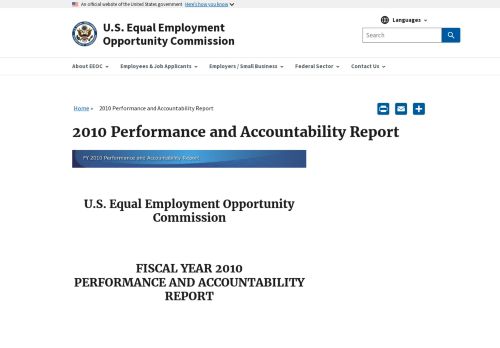 An official website of the United States government Here's how you know
Languages
U.S. Equal Employment
Opportunity Commission
Search
About EEOC Employees & Job Applicants Employers / Small Business Federal Sector Contact Us
Home » 2010 Performance and Accountability Report
2010 Performance and Accountability Report
FY 2010 Performance and Accountability Report
U.S. Equal Employment Opportunity
Commission
FISCAL YEAR 2010
PERFORMANCE AND ACCOUNTABILITY
REPORT